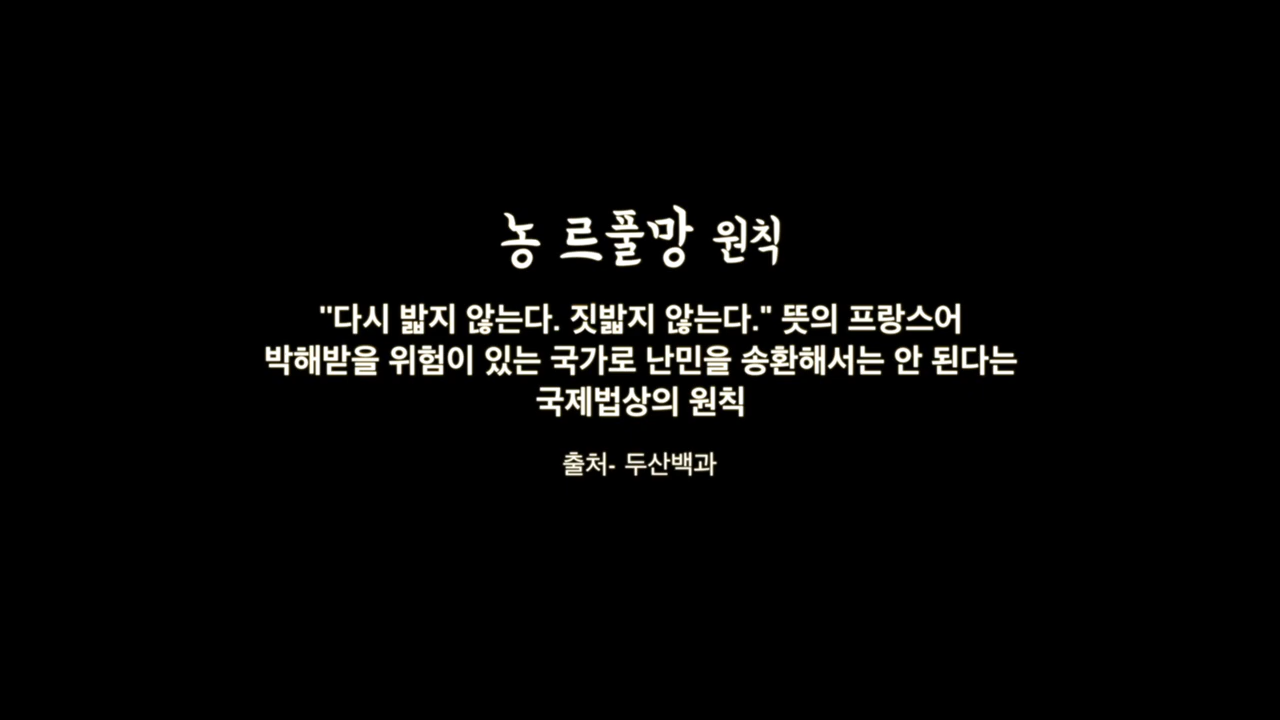 농 르풀망 원칙
"다시 밟지 않는다. 짓밟지 않는다." 뜻의 프랑스어
박해받을 위험이 있는 국가로 난민을 송환해서는 안 된다는
국제법상의 원칙
출처- 두산백과